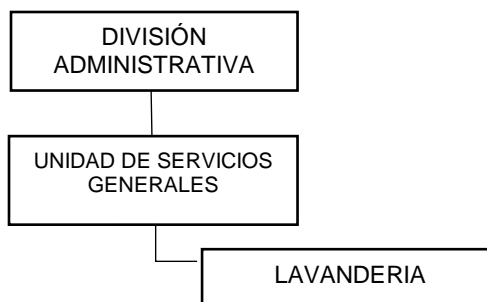 DIVISIÓN
ADMINISTRATIVA
UNIDAD DE SERVICIOS
GENERALES
LAVANDERIA